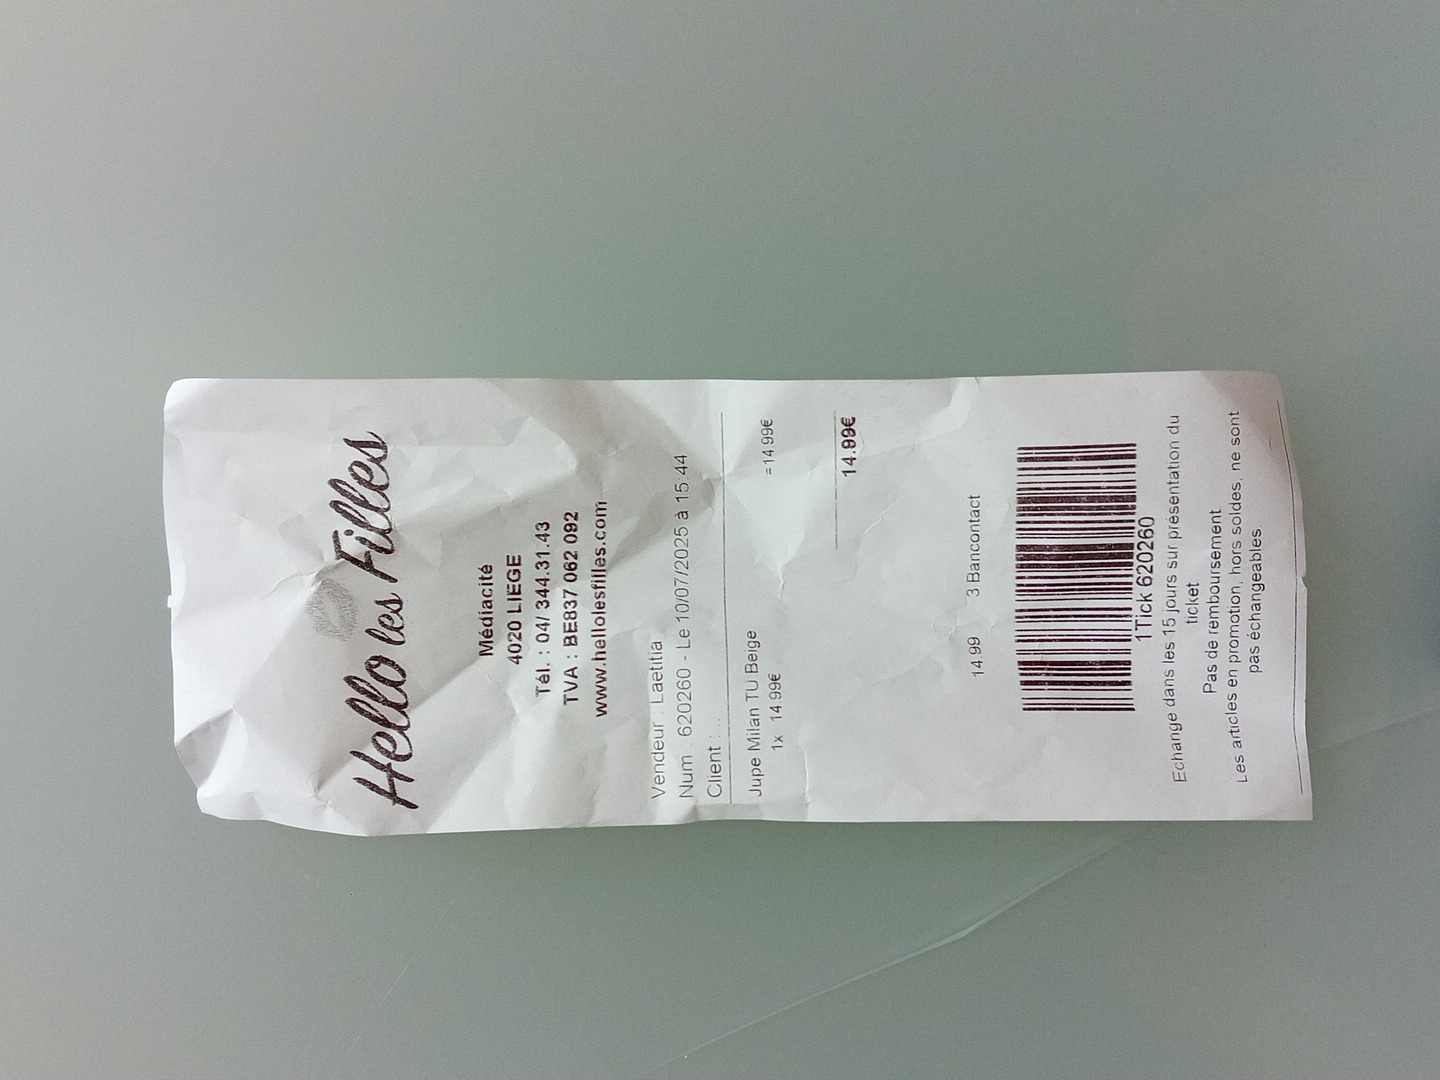 Hello les Filles
Médiacité
4020 LIEGE
Tél. : 04/ 344.31.43
TVA : BE837 062 092
www.hellolesfilles.com
Vendeur : Laetitia
Num : 620260 - Le 10/07/2025 à 15:44
Client : ..
Jupe Milan TU Beige
1x 14.99€ =14.99€
14.99€
14.99 3 Bancontact
1Tick 620260
Echange dans les 15 jours sur présentation du
ticket.
Pas de remboursement.
Les articles en promotion, hors soldes, ne sont
pas échangeables.